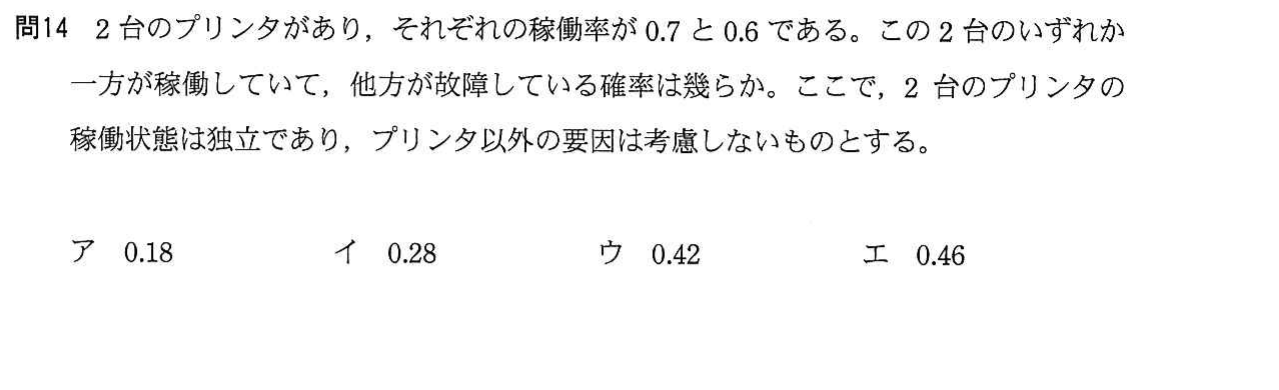 問14　2台のプリンタがあり，それぞれの稼働率が0.7と0.6である。この2台のいずれか
一方が稼働していて，他方が故障している確率は幾らか。ここで，2台のプリンタの
稼働状態は独立であり，プリンタ以外の要因は考慮しないものとする。
ア　0.18　イ　0.28　ウ　0.42　エ　0.46